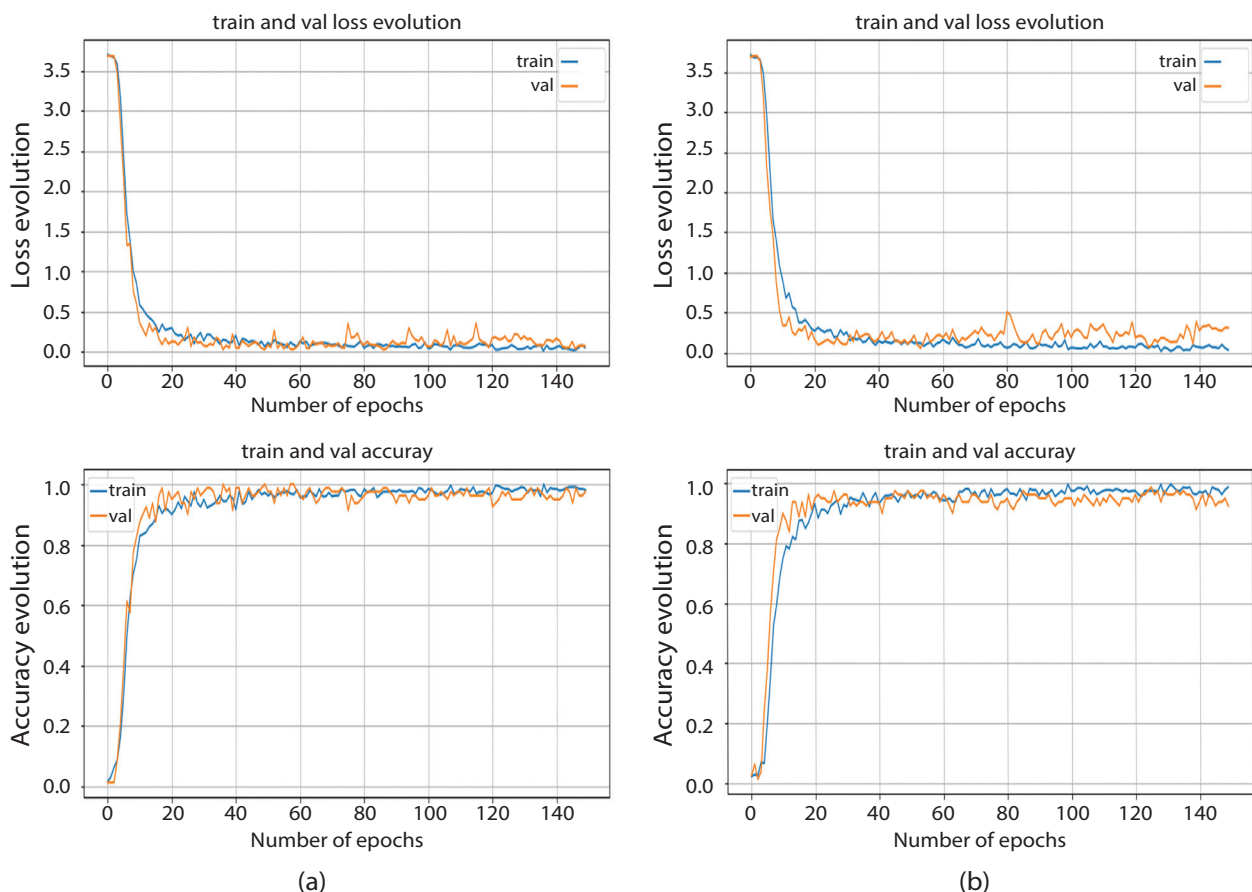 train and val loss evolution
Loss evolution
3.5
3.0
2.5
2.0
1.5
1.0
0.5
0.0
train
val
0 20 40 60 80 100 120 140
Number of epochs
train and val accuray
Accuracy evolution
1.0
0.8
0.6
0.4
0.2
0.0
train
val
0 20 40 60 80 100 120 140
Number of epochs
(a)
train and val loss evolution
Loss evolution
3.5
3.0
2.5
2.0
1.5
1.0
0.5
0.0
train
val
0 20 40 60 80 100 120 140
Number of epochs
train and val accuray
Accuracy evolution
1.0
0.8
0.6
0.4
0.2
0.0
train
val
0 20 40 60 80 100 120 140
Number of epochs
(b)